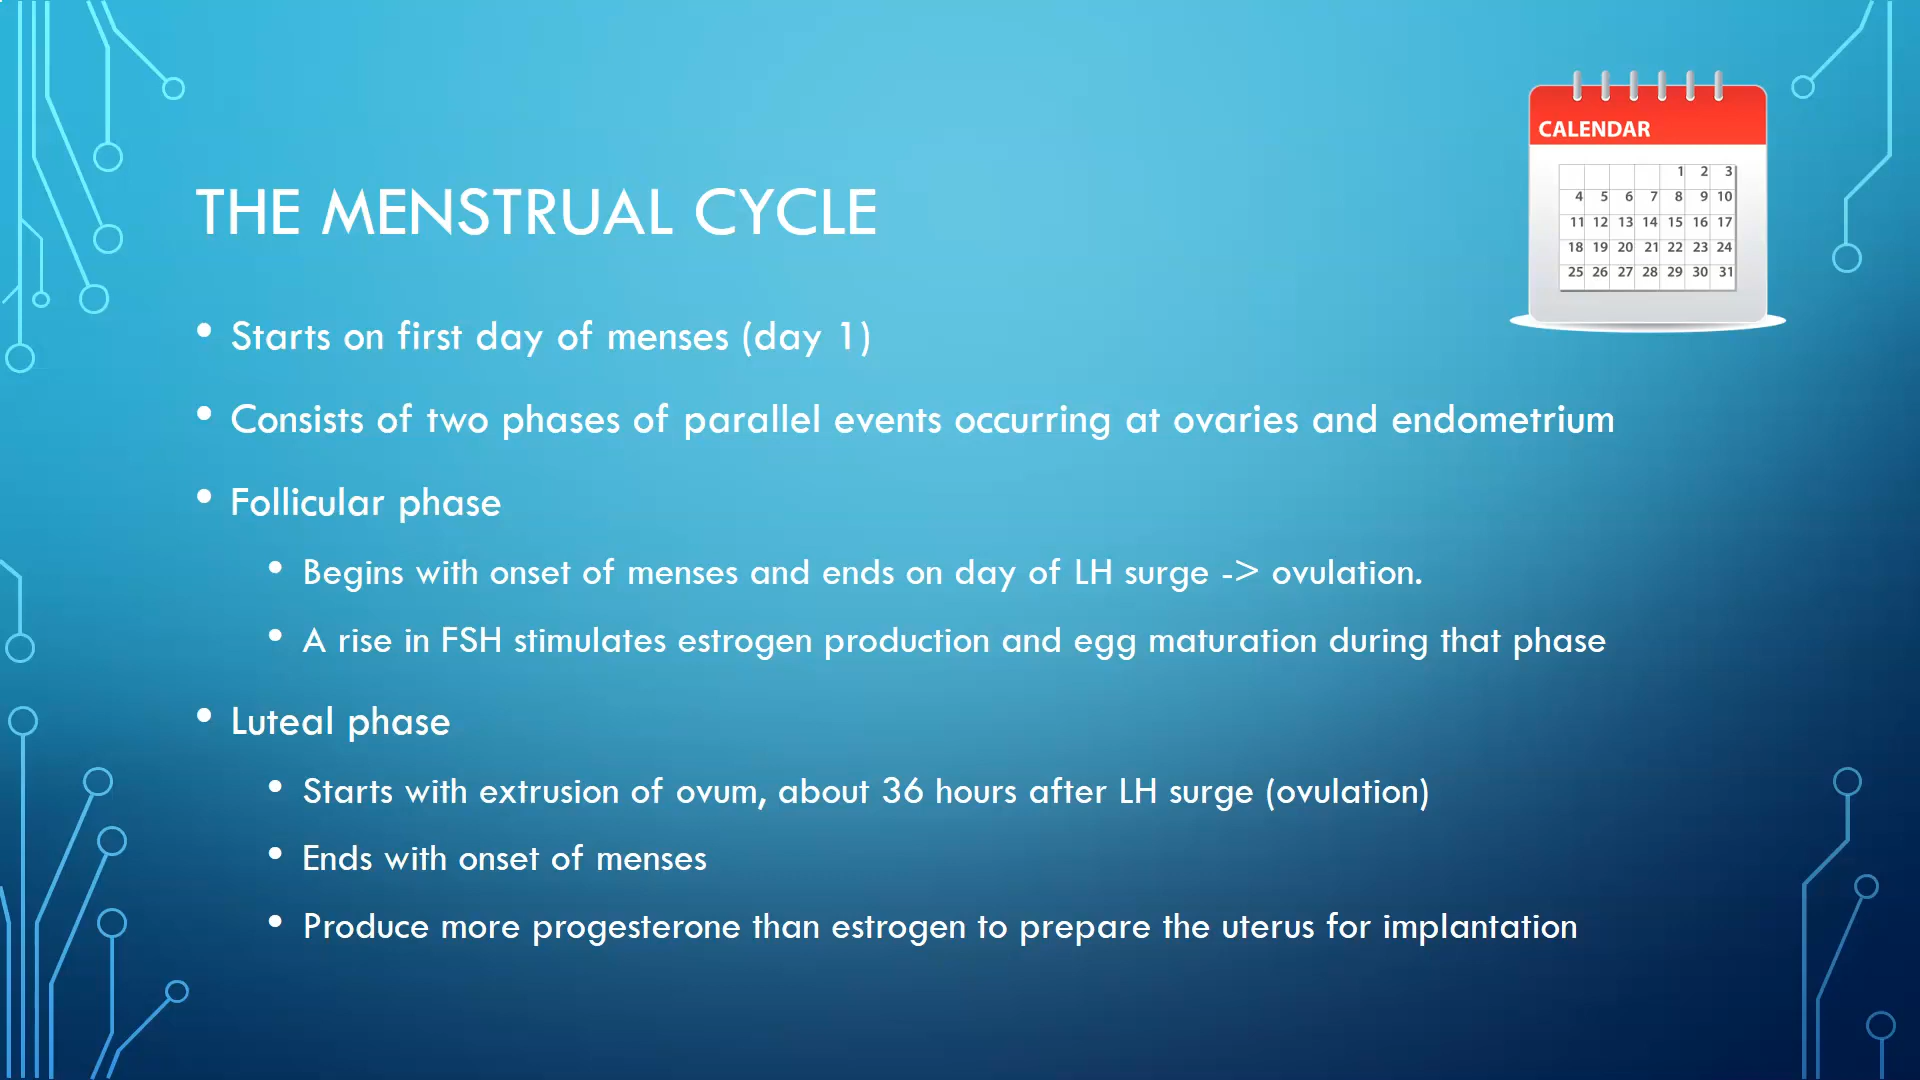 CALENDAR
1 2 3
4 5 6 7 8 9 10
11 12 13 14 15 16 17
18 19 20 21 22 23 24
25 26 27 28 29 30 31
THE MENSTRUAL CYCLE
• Starts on first day of menses (day 1)
• Consists of two phases of parallel events occurring at ovaries and endometrium
• Follicular phase
• Begins with onset of menses and ends on day of LH surge -> ovulation.
• A rise in FSH stimulates estrogen production and egg maturation during that phase
• Luteal phase
• Starts with extrusion of ovum, about 36 hours after LH surge (ovulation)
• Ends with onset of menses
• Produce more progesterone than estrogen to prepare the uterus for implantation